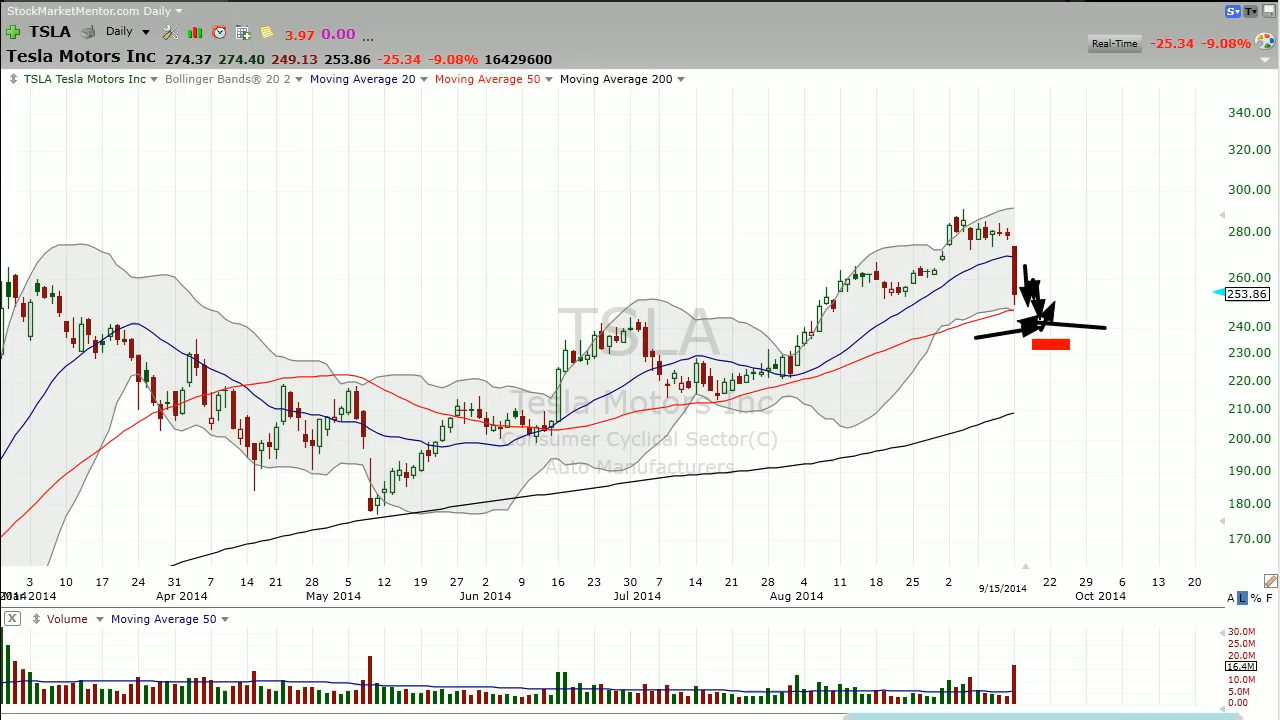 StockMarketMentor.com Daily
TSLA Daily 3.97 0.00 ...
S T
Real-Time -25.34 -9.08%
Tesla Motors Inc 274.37 274.40 249.13 253.86 -25.34 -9.08% 16429600
TSLA Tesla Motors Inc Bollinger Bands® 20 2 Moving Average 20 Moving Average 50 Moving Average 200
340.00
320.00
300.00
280.00
260.00
253.86
240.00
230.00
220.00
210.00
200.00
190.00
180.00
170.00
TSLA
Tesla Motors Inc
Consumer Cyclical Sector(C)
Auto Manufacturers
3 10 17 24 31 7 14 21 28 5 12 19 27 2 9 16 23 30 7 14 21 28 4 11 18 25 2 9/15/2014 22 29 6 13 20
2014 Apr 2014 May 2014 Jun 2014 Jul 2014 Aug 2014 Oct 2014
A L % F
X Volume Moving Average 50
30.0M
25.0M
20.0M
16.4M
10.0M
5.0M
0.00